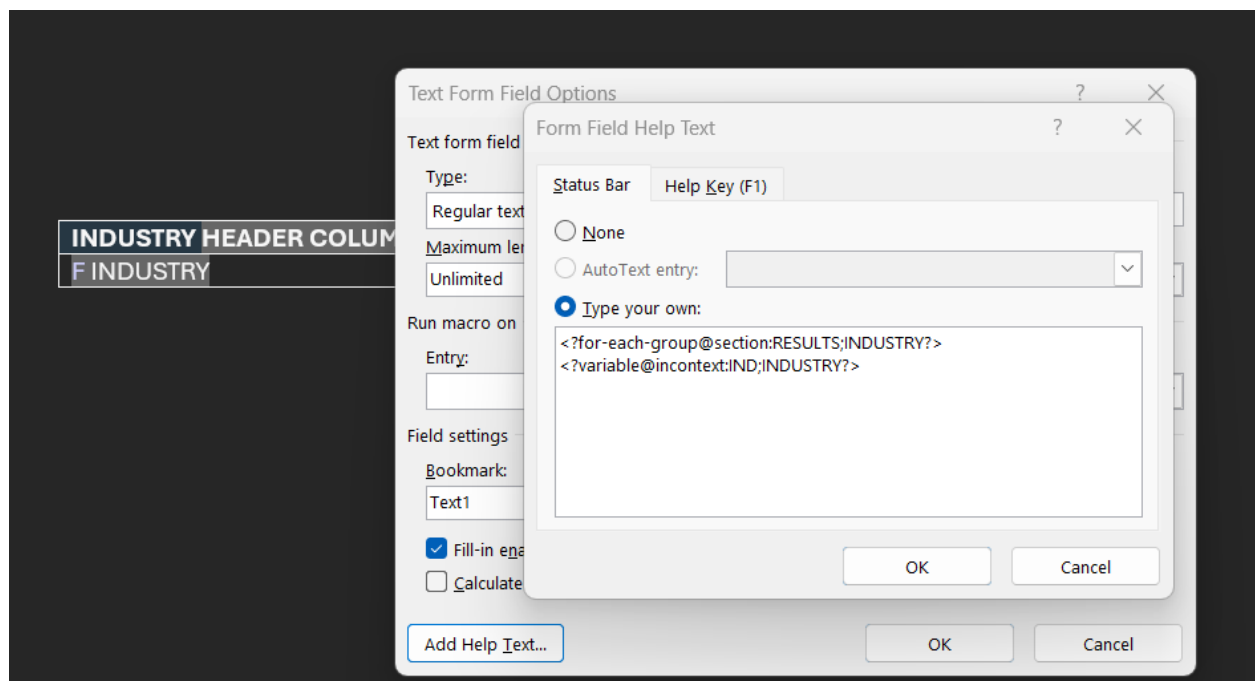 Text Form Field Options ?
Form Field Help Text ?
Text form field
Type:
Regular text
Maximum
Unlimited
Run macro on
Entry:
Field settings
Bookmark:
Text1
Fill-in
Calculate
Add Help Text...
OK
Cancel
Status Bar
Help Key (F1)
None
AutoText entry:
Type your own:
<?for-each-group@section:RESULTS;INDUSTRY?>
<?variable@incontext:IND;INDUSTRY?>
OK
Cancel
INDUSTRY HEADER
F INDUSTRY